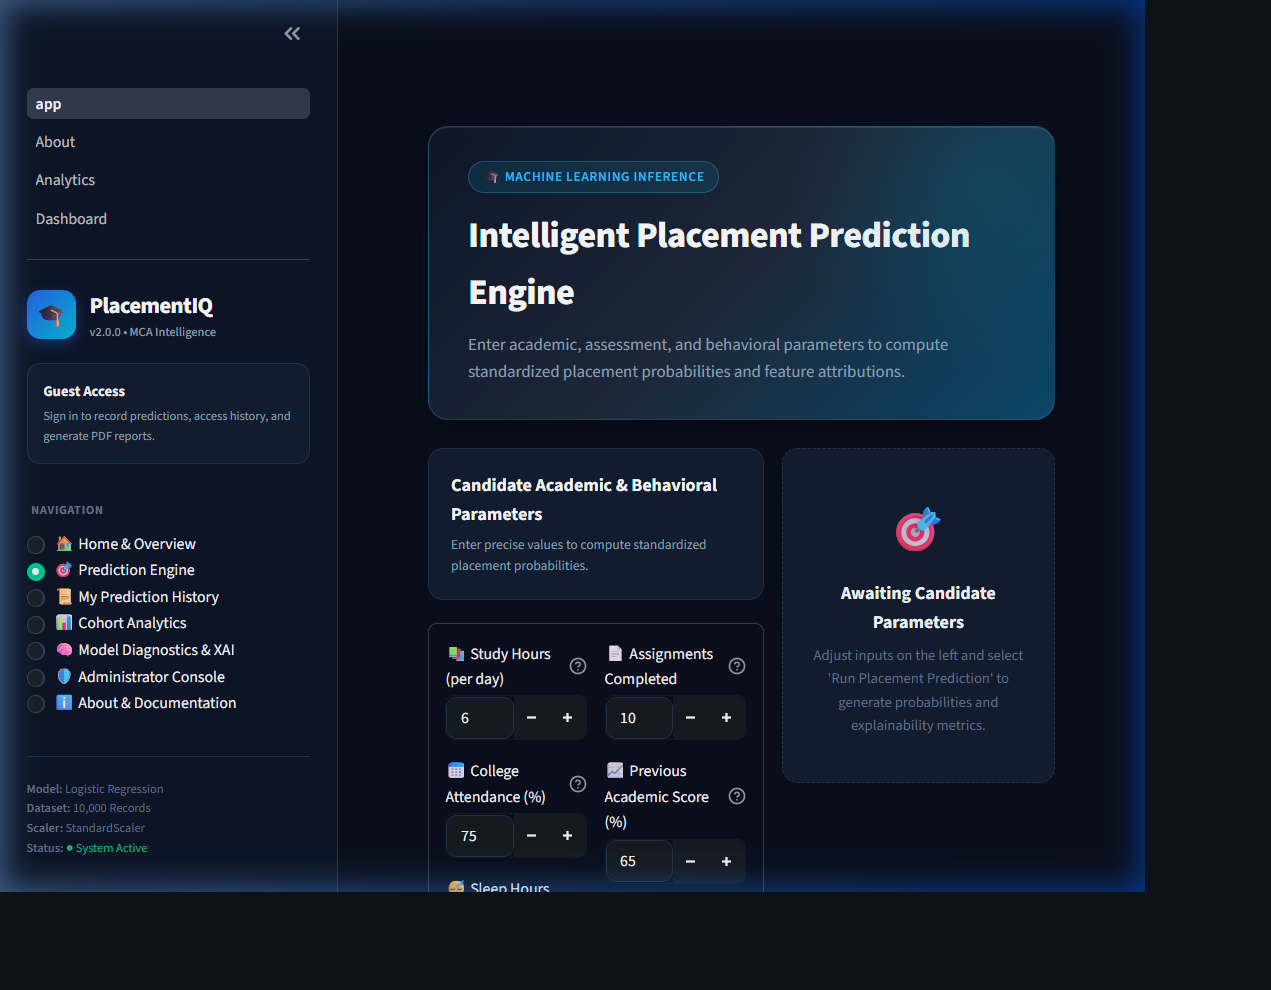 app
About
Analytics
Dashboard
PlacementIQ
v2.0.0 • MCA Intelligence
Guest Access
Sign in to record predictions, access history, and
generate PDF reports.
NAVIGATION
Home & Overview
Prediction Engine
My Prediction History
Cohort Analytics
Model Diagnostics & XAI
Administrator Console
About & Documentation
Model: Logistic Regression
Dataset: 10,000 Records
Scaler: StandardScaler
Status: ● System Active
MACHINE LEARNING INFERENCE
Intelligent Placement Prediction
Engine
Enter academic, assessment, and behavioral parameters to compute
standardized placement probabilities and feature attributions.
Candidate Academic & Behavioral
Parameters
Enter precise values to compute standardized
placement probabilities.
Study Hours
(per day)
6
Assignments
Completed
10
College
Attendance (%)
75
Previous
Academic Score
(%)
65
Sleep Hours
Awaiting Candidate
Parameters
Adjust inputs on the left and select
'Run Placement Prediction' to
generate probabilities and
explainability metrics.